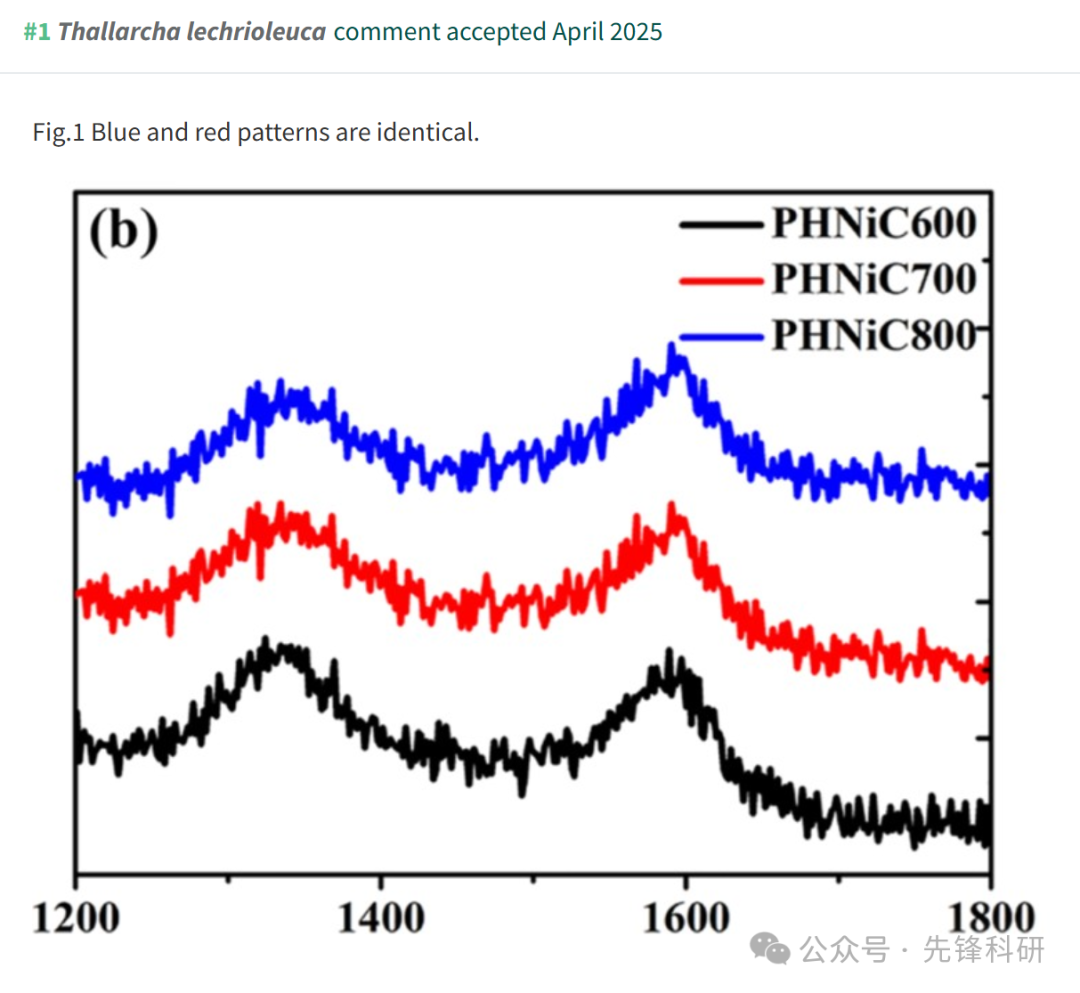 #1 Thallarcha lechrioleuca comment accepted April 2025
Fig.1 Blue and red patterns are identical.
(b)
PHNiC600
PHNiC700
PHNiC800
1200 1400 1600 1800
公众号 · 先锋科研